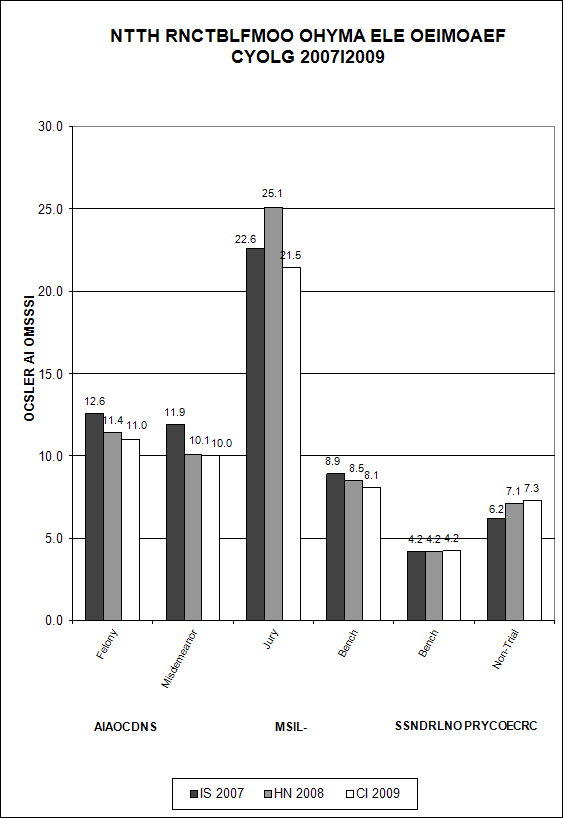 NTTH RNCTBLFMOO OHYMA ELE OEIMOAEF
CYOLG 2007I2009
OCSLER AI OMSSSI
30.0
25.0
20.0
15.0
10.0
5.0
0.0
12.6
11.4
11.0
11.9
10.1
10.0
22.6
25.1
21.5
8.9
8.5
8.1
4.2
4.2
4.2
6.2
7.1
7.3
Felony
Misdemeanor
Jury
Bench
Bench
Non-Trial
AIAOCDNS
MSIL-
SSNDRLNO PRYCOECRC
IS 2007
HN 2008
CI 2009